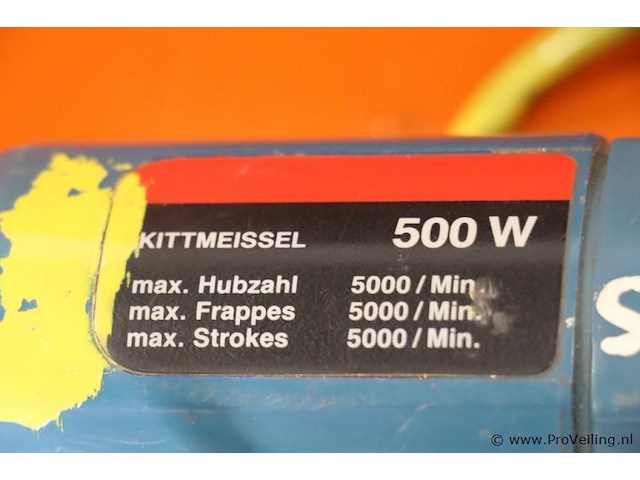 KITTMEISSEL 500 W
max. Hubzahl 5000 / Min.
max. Frappes 5000 / Min.
max. Strokes 5000 / Min.
© www.ProVeiling.nl